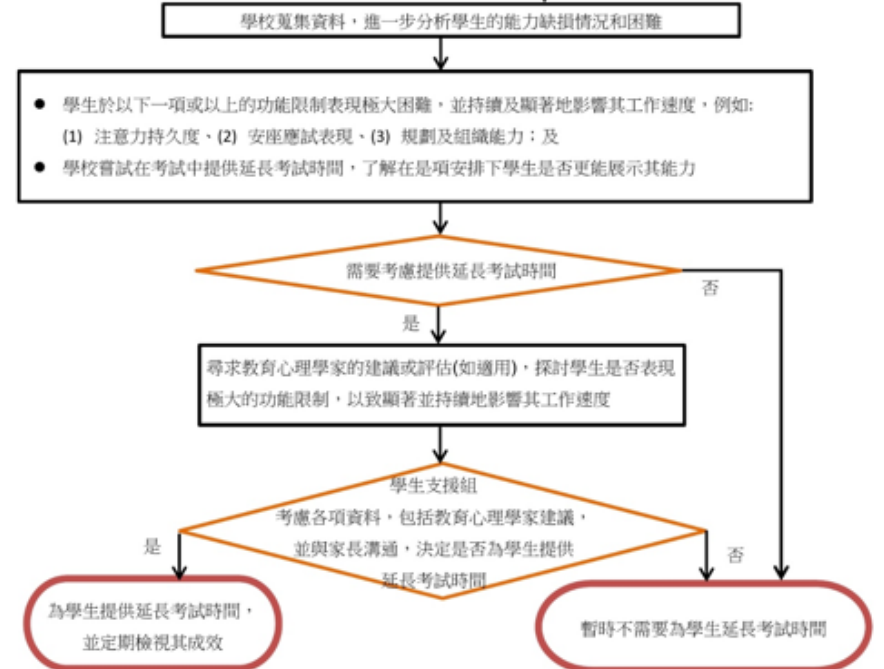 學校蒐集資料，進一步分析學生的能力缺損情況和困難
● 學生於以下一項或以上的功能限制表現極大困難，並持續及顯著地影響其工作速度，例如:
(1) 注意力持久度、(2) 安座應試表現、(3) 規劃及組織能力；及
● 學校嘗試在考試中提供延長考試時間，了解在是項安排下學生是否更能展示其能力
需要考慮提供延長考試時間
否
是
尋求教育心理學家的建議或評估(如適用)，探討學生是否表現
極大的功能限制，以致顯著並持續地影響其工作速度
學生支援組
考慮各項資料，包括教育心理學家建議，
並與家長溝通，決定是否為學生提供
延長考試時間
是
否
為學生提供延長考試時間，
並定期檢視其成效
暫時不需要為學生延長考試時間